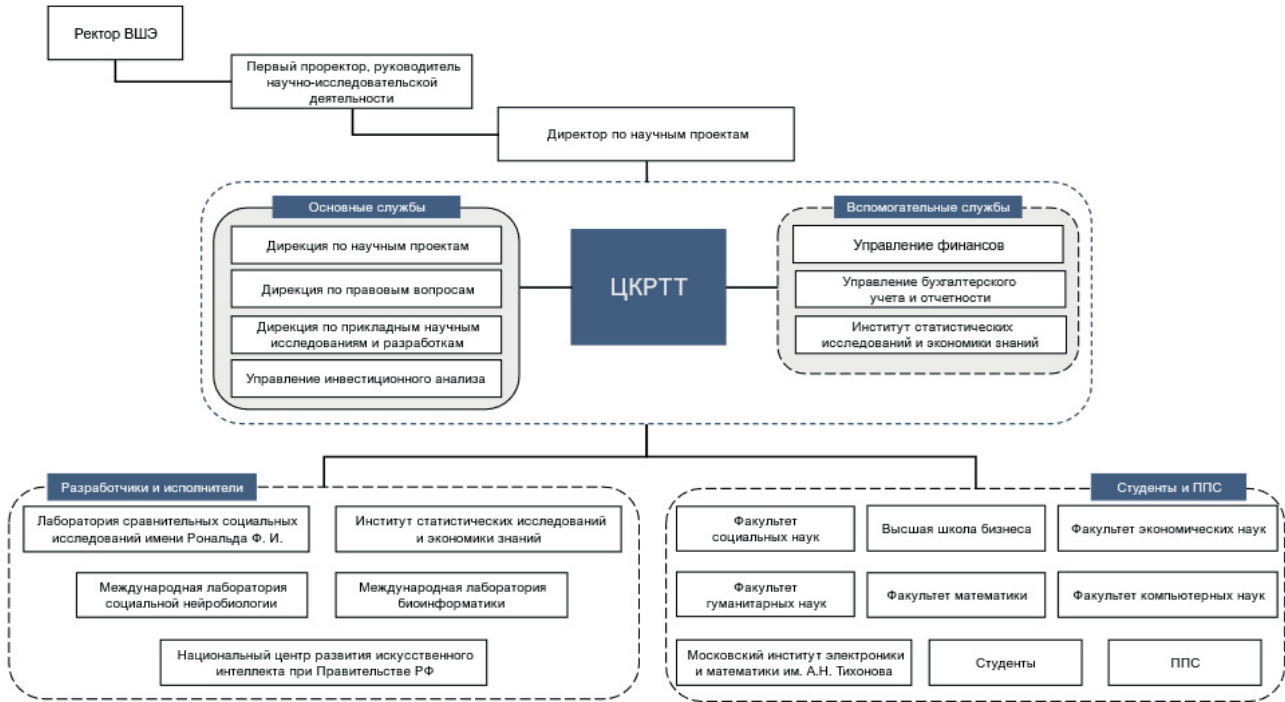 Ректор ВШЭ
Первый проректор, руководитель
научно-исследовательской
деятельности
Директор по научным проектам
Основные службы
Дирекция по научным проектам
Дирекция по правовым вопросам
Дирекция по прикладным научным
исследованиям и разработкам
Управление инвестиционного анализа
ЦКРТТ
Вспомогательные службы
Управление финансов
Управление бухгалтерского
учета и отчетности
Институт статистических
исследований и экономики знаний
Разработчики и исполнители
Лаборатория сравнительных социальных
исследований имени Рональда Ф. И.
Институт статистических исследований
и экономики знаний
Международная лаборатория
социальной нейробиологии
Международная лаборатория
биоинформатики
Национальный центр развития искусственного
интеллекта при Правительстве РФ
Студенты и ППС
Факультет
социальных наук
Высшая школа бизнеса
Факультет экономических наук
Факультет
гуманитарных наук
Факультет математики
Факультет компьютерных наук
Московский институт электроники
и математики им. А.Н. Тихонова
Студенты
ППС